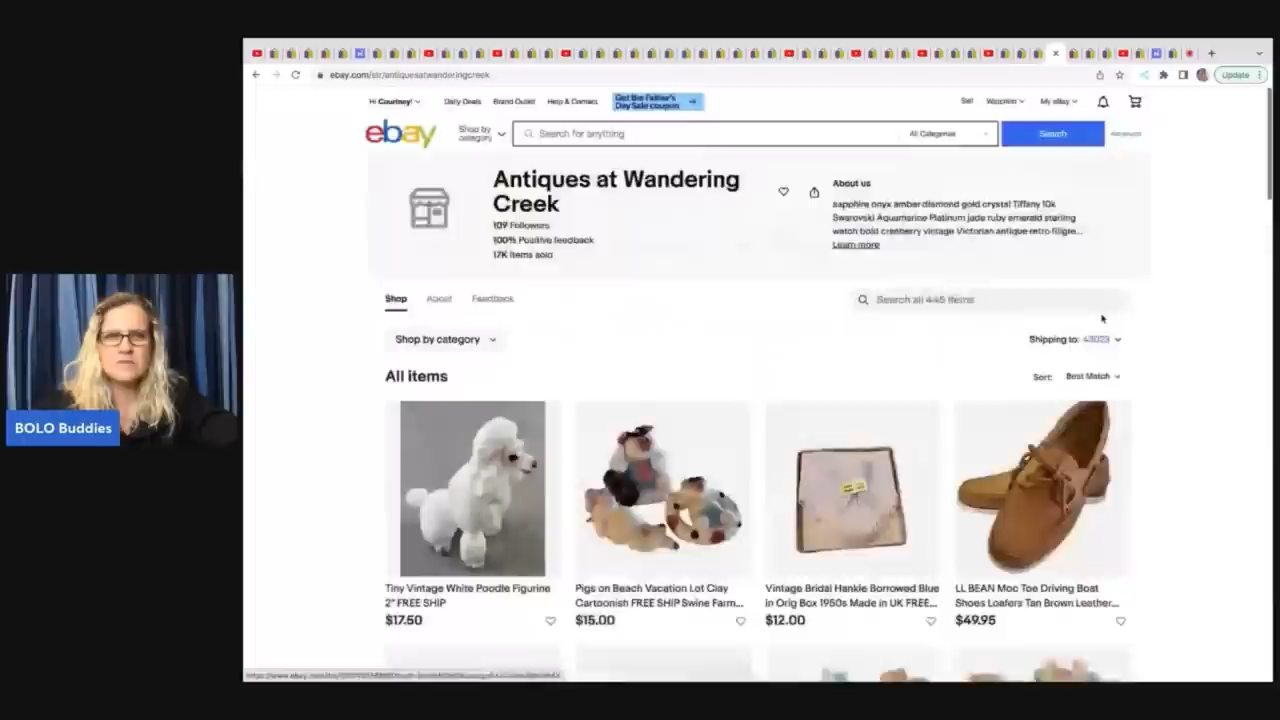 ebay.com/str/antiquesatwanderingcreek
Update
Hi Courtney!
Daily Deals
Brand Outlet
Help & Contact
Get the Father's
Day Sale coupon
Sell
Watchlist
My eBay
ebay
Shop by
category
Search for anything
All Categories
Search
Advanced
Antiques at Wandering
Creek
109 Followers
100% Positive feedback
17K items sold
About us
sapphire onyx amber diamond gold crystal Tiffany 10k
Swarovski Aquamarine Platinum jade ruby emerald sterling
watch bold cranberry vintage Victorian antique retro filigre...
Learn more
Shop
About
Feedback
Search all 445 items
Shop by category
Shipping to: 43023
All items
Sort:
Best Match
BOLO Buddies
Tiny Vintage White Poodle Figurine
2" FREE SHIP
$17.50
Pigs on Beach Vacation Lot Clay
Cartoonish FREE SHIP Swine Farm...
$15.00
Vintage Bridal Hankie Borrowed Blue
in Orig Box 1950s Made in UK FREE...
$12.00
LL BEAN Moc Toe Driving Boat
Shoes Loafers Tan Brown Leather...
$49.95